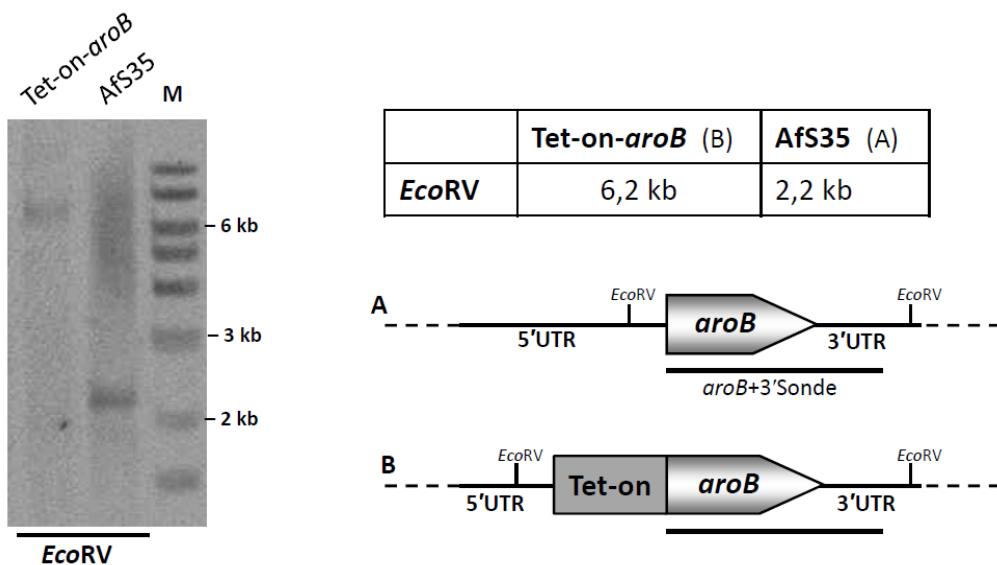 Tet-on-aroB
AfS35
M
6 kb
3 kb
2 kb
EcoRV
Tet-on-aroB (B)
AfS35 (A)
EcoRV
6,2 kb
2,2 kb
A
EcoRV
EcoRV
aroB
5'UTR
3'UTR
aroB+3'Sonde
B
EcoRV
EcoRV
Tet-on
aroB
5'UTR
3'UTR